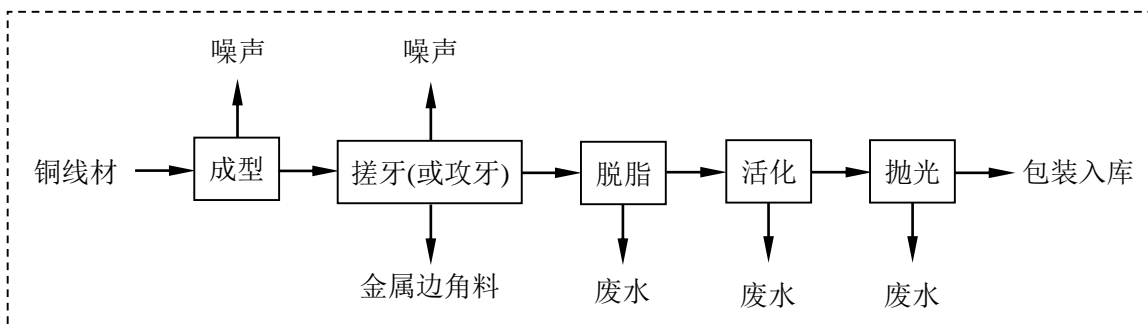 噪声
噪声
铜线材
成型
搓牙(或攻牙)
脱脂
活化
抛光
包装入库
金属边角料
废水
废水
废水